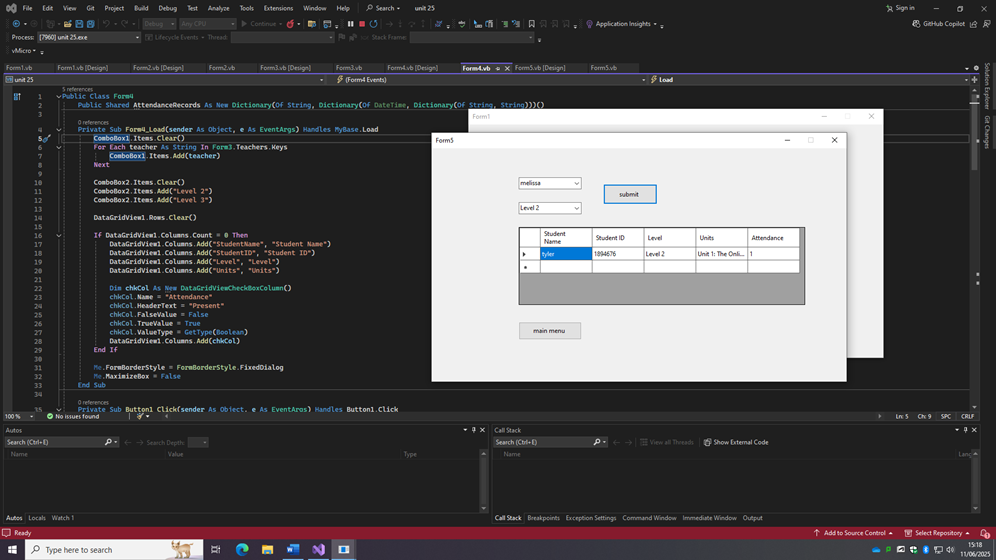 File Edit View Git Project Build Debug Test Analyze Tools Extensions Window Help Search unit 25 Sign in
Debug Any CPU Continue Application Insights GitHub Copilot
Process: [7960] unit 25.exe Lifecycle Events Thread: Stack Frame:
vMicro
Form1.vb Form1.vb [Design] Form2.vb [Design] Form2.vb Form3.vb [Design] Form3.vb Form4.vb [Design] Form4.vb Form5.vb [Design] Form5.vb
unit 25 (Form4 Events) Load
5 references
1 Public Class Form4
2 Public Shared AttendanceRecords As New Dictionary(Of String, Dictionary(Of DateTime, Dictionary(Of String, String)))()
3
0 references
4 Private Sub Form4_Load(sender As Object, e As EventArgs) Handles MyBase.Load
5 ComboBox1.Items.Clear()
6 For Each teacher As String In Form3.Teachers.Keys
7 ComboBox1.Items.Add(teacher)
8 Next
9
10 ComboBox2.Items.Clear()
11 ComboBox2.Items.Add("Level 2")
12 ComboBox2.Items.Add("Level 3")
13
14 DataGridView1.Rows.Clear()
15
16 If DataGridView1.Columns.Count = 0 Then
17 DataGridView1.Columns.Add("StudentName", "Student Name")
18 DataGridView1.Columns.Add("StudentID", "Student ID")
19 DataGridView1.Columns.Add("Level", "Level")
20 DataGridView1.Columns.Add("Units", "Units")
21
22 Dim chkCol As New DataGridViewCheckBoxColumn()
23 chkCol.Name = "Attendance"
24 chkCol.HeaderText = "Present"
25 chkCol.FalseValue = False
26 chkCol.TrueValue = True
27 chkCol.ValueType = GetType(Boolean)
28 DataGridView1.Columns.Add(chkCol)
29 End If
30
31 Me.FormBorderStyle = FormBorderStyle.FixedDialog
32 Me.MaximizeBox = False
33 End Sub
34
0 references
35 Private Sub Button1_Click(sender As Object, e As EventArgs) Handles Button1.Click
Form1
Form5
melissa
submit
Level 2
Student Name Student ID Level Units Attendance
tyler 1894676 Level 2 Unit 1: The Onli... 1
main menu
Solution Explorer
Git Changes
100 % No issues found Ln: 5 Ch: 9 SPC CRLF
Autos Call Stack
Search (Ctrl+E) Search Depth: Search (Ctrl+E) View all Threads Show External Code
Name Value Type Name Lang
Autos Locals Watch 1 Call Stack Breakpoints Exception Settings Command Window Immediate Window Output
Ready Add to Source Control Select Repository
Type here to search 15:18
11/06/2025